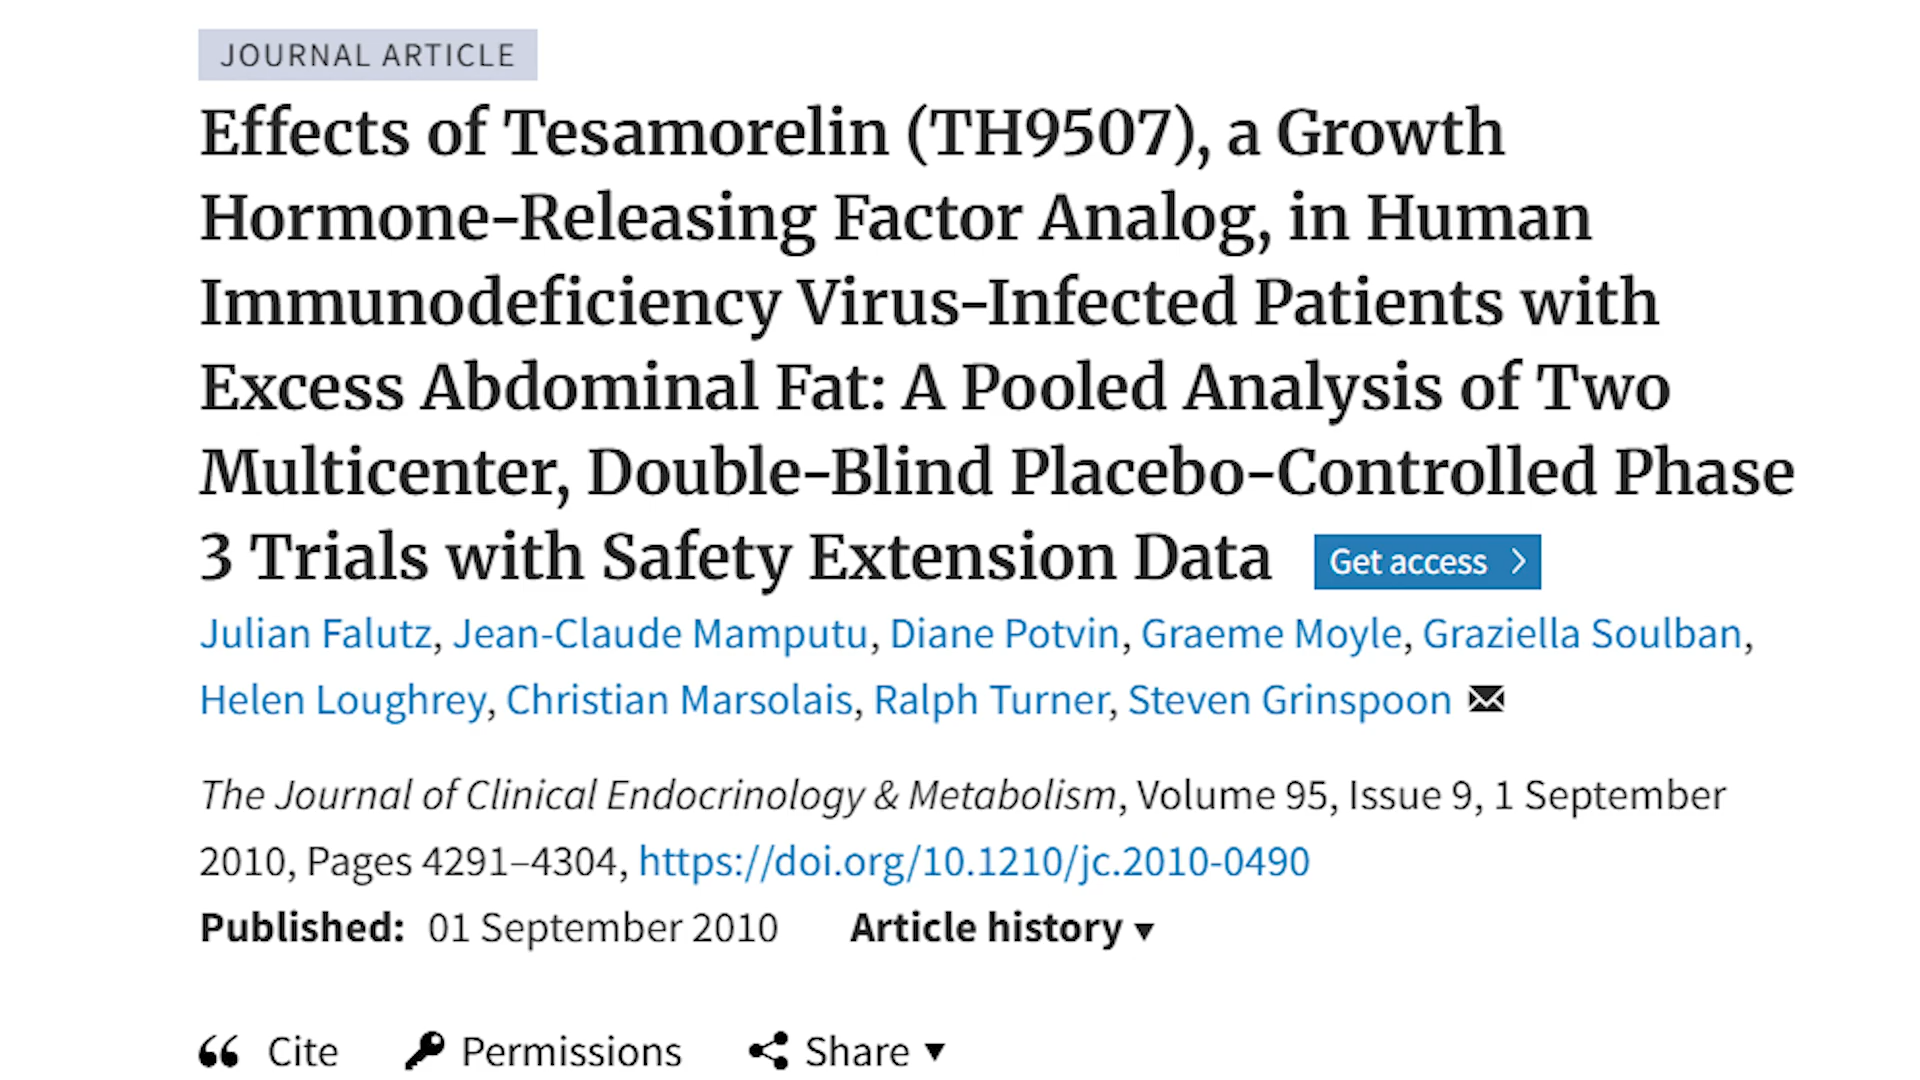 JOURNAL ARTICLE
Effects of Tesamorelin (TH9507), a Growth
Hormone-Releasing Factor Analog, in Human
Immunodeficiency Virus-Infected Patients with
Excess Abdominal Fat: A Pooled Analysis of Two
Multicenter, Double-Blind Placebo-Controlled Phase
3 Trials with Safety Extension Data Get access
Julian Falutz, Jean-Claude Mamputu, Diane Potvin, Graeme Moyle, Graziella Soulban,
Helen Loughrey, Christian Marsolais, Ralph Turner, Steven Grinspoon
The Journal of Clinical Endocrinology & Metabolism, Volume 95, Issue 9, 1 September
2010, Pages 4291–4304, https://doi.org/10.1210/jc.2010-0490
Published: 01 September 2010 Article history
Cite Permissions Share